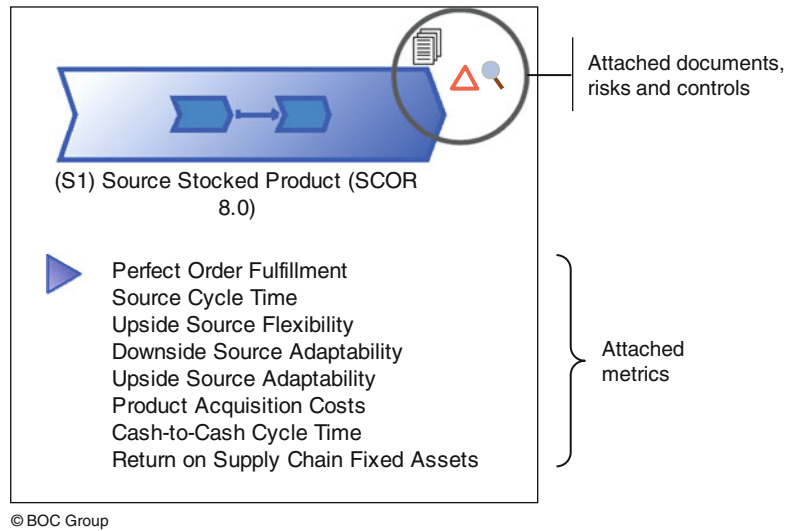 Attached documents,
risks and controls
(S1) Source Stocked Product (SCOR
8.0)
Perfect Order Fulfillment
Source Cycle Time
Upside Source Flexibility
Downside Source Adaptability
Upside Source Adaptability
Product Acquisition Costs
Cash-to-Cash Cycle Time
Return on Supply Chain Fixed Assets
Attached
metrics
© BOC Group